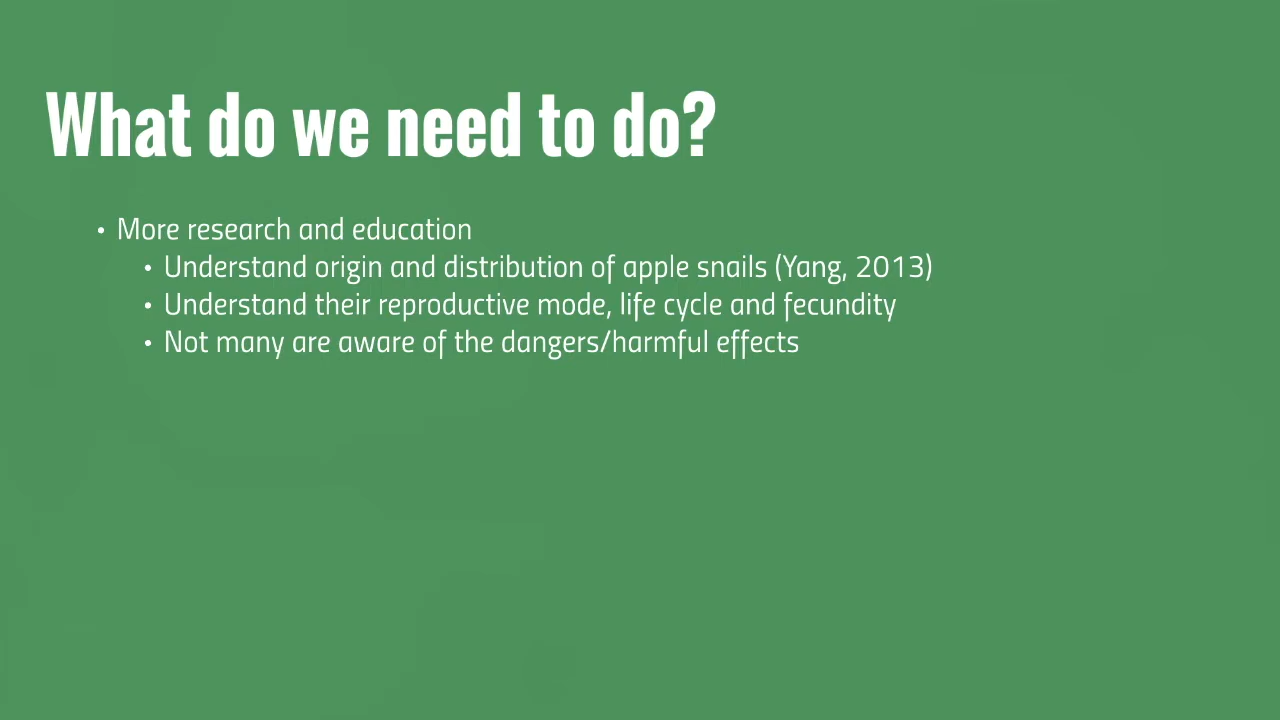 What do we need to do?
• More research and education
• Understand origin and distribution of apple snails (Yang, 2013)
• Understand their reproductive mode, life cycle and fecundity
• Not many are aware of the dangers/harmful effects